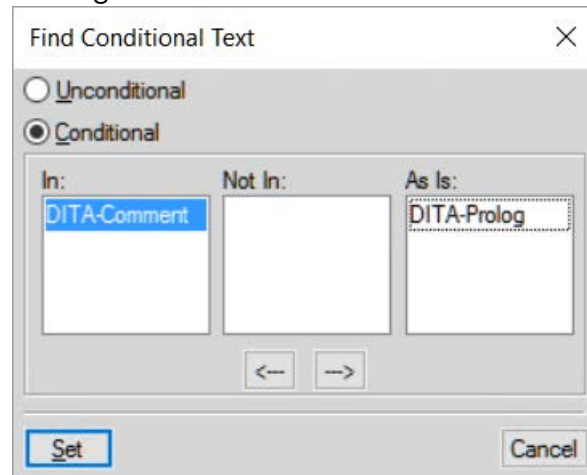 Find Conditional Text
Unconditional
Conditional
In: Not In: As Is:
DITA-Comment DITA-Prolog
<--- --->
Set Cancel